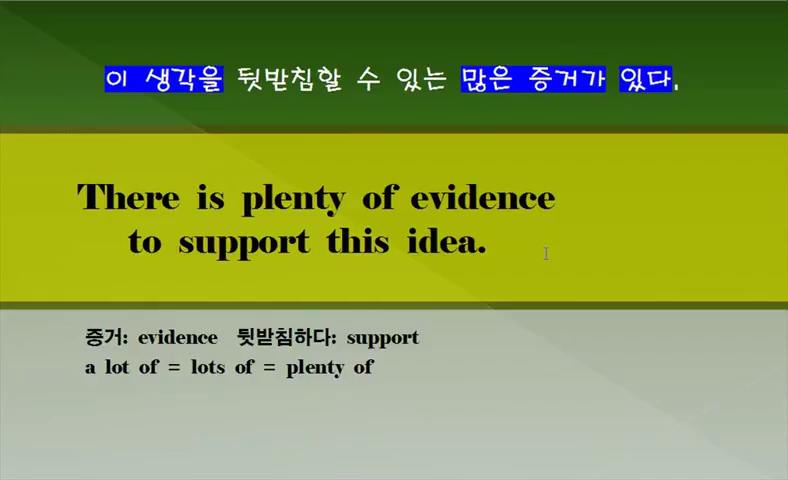 이 생각을 뒷받침할 수 있는 많은 증거가 있다.
There is plenty of evidence
to support this idea.
증거: evidence 뒷받침하다: support
a lot of = lots of = plenty of